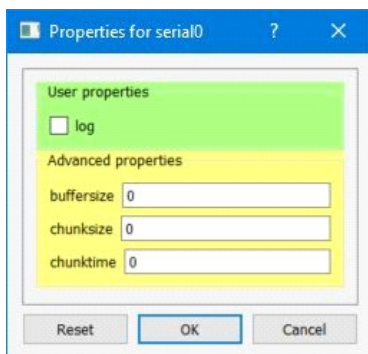 Properties for serial0 ?
User properties
log
Advanced properties
buffersize 0
chunksize 0
chunktime 0
Reset OK Cancel